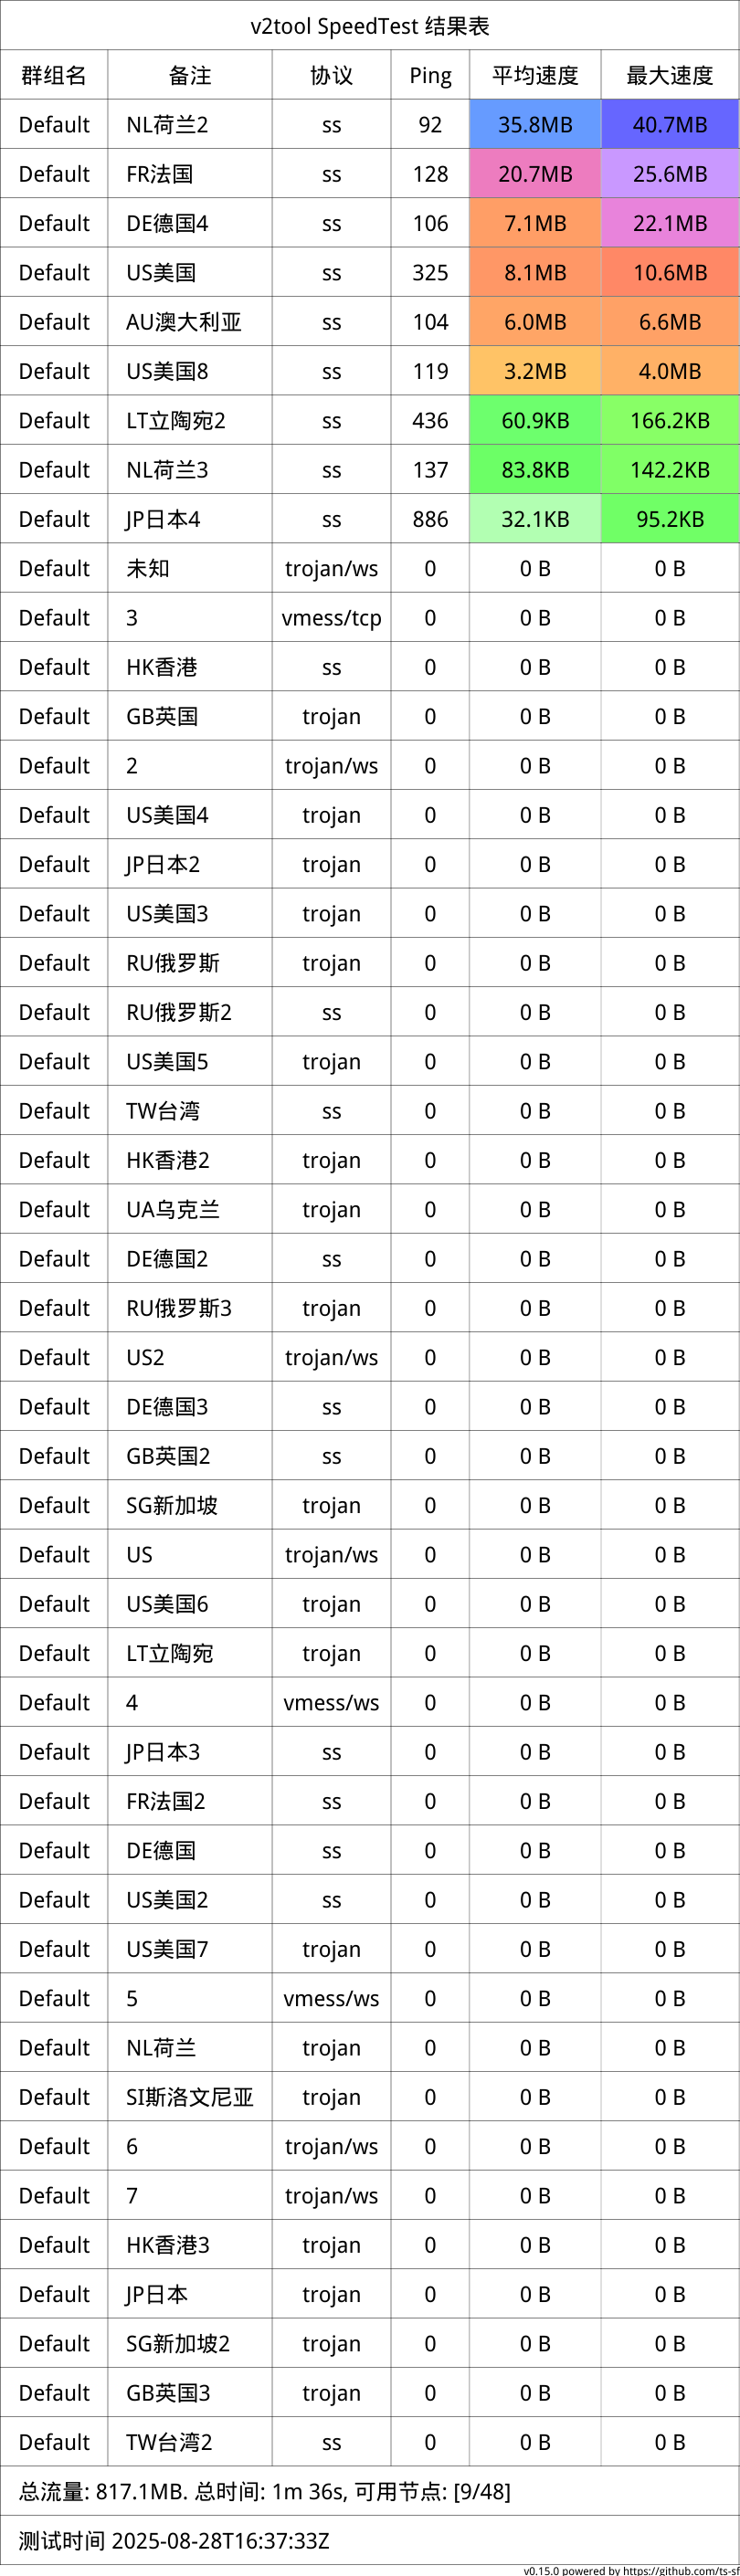 v2tool SpeedTest 结果表
群组名 备注 协议 Ping 平均速度 最大速度
Default NL荷兰2 ss 92 35.8MB 40.7MB
Default FR法国 ss 128 20.7MB 25.6MB
Default DE德国4 ss 106 7.1MB 22.1MB
Default US美国 ss 325 8.1MB 10.6MB
Default AU澳大利亚 ss 104 6.0MB 6.6MB
Default US美国8 ss 119 3.2MB 4.0MB
Default LT立陶宛2 ss 436 60.9KB 166.2KB
Default NL荷兰3 ss 137 83.8KB 142.2KB
Default JP日本4 ss 886 32.1KB 95.2KB
Default 未知 trojan/ws 0 0 B 0 B
Default 3 vmess/tcp 0 0 B 0 B
Default HK香港 ss 0 0 B 0 B
Default GB英国 trojan 0 0 B 0 B
Default 2 trojan/ws 0 0 B 0 B
Default US美国4 trojan 0 0 B 0 B
Default JP日本2 trojan 0 0 B 0 B
Default US美国3 trojan 0 0 B 0 B
Default RU俄罗斯 trojan 0 0 B 0 B
Default RU俄罗斯2 ss 0 0 B 0 B
Default US美国5 trojan 0 0 B 0 B
Default TW台湾 ss 0 0 B 0 B
Default HK香港2 trojan 0 0 B 0 B
Default UA乌克兰 trojan 0 0 B 0 B
Default DE德国2 ss 0 0 B 0 B
Default RU俄罗斯3 trojan 0 0 B 0 B
Default US2 trojan/ws 0 0 B 0 B
Default DE德国3 ss 0 0 B 0 B
Default GB英国2 ss 0 0 B 0 B
Default SG新加坡 trojan 0 0 B 0 B
Default US trojan/ws 0 0 B 0 B
Default US美国6 trojan 0 0 B 0 B
Default LT立陶宛 trojan 0 0 B 0 B
Default 4 vmess/ws 0 0 B 0 B
Default JP日本3 ss 0 0 B 0 B
Default FR法国2 ss 0 0 B 0 B
Default DE德国 ss 0 0 B 0 B
Default US美国2 ss 0 0 B 0 B
Default US美国7 trojan 0 0 B 0 B
Default 5 vmess/ws 0 0 B 0 B
Default NL荷兰 trojan 0 0 B 0 B
Default SI斯洛文尼亚 trojan 0 0 B 0 B
Default 6 trojan/ws 0 0 B 0 B
Default 7 trojan/ws 0 0 B 0 B
Default HK香港3 trojan 0 0 B 0 B
Default JP日本 trojan 0 0 B 0 B
Default SG新加坡2 trojan 0 0 B 0 B
Default GB英国3 trojan 0 0 B 0 B
Default TW台湾2 ss 0 0 B 0 B
总流量: 817.1MB. 总时间: 1m 36s, 可用节点: [9/48]
测试时间 2025-08-28T16:37:33Z
v0.15.0 powered by https://github.com/ts-sf